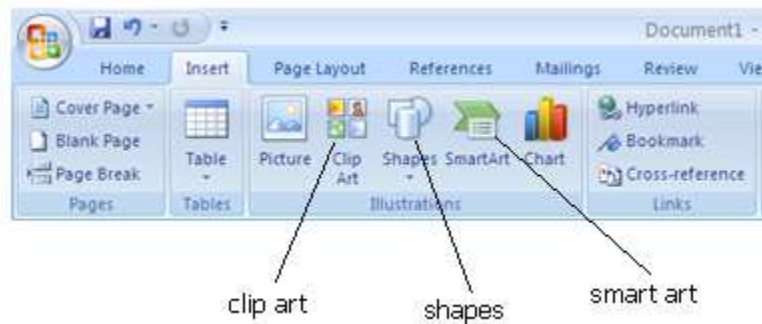 Document1 -
Home Insert Page Layout References Mailings Review Vie
Cover Page
Blank Page
Page Break
Table
Picture
Clip
Art
Shapes
SmartArt
Chart
Hyperlink
Bookmark
Cross-reference
Pages Tables Illustrations Links
clip art shapes smart art